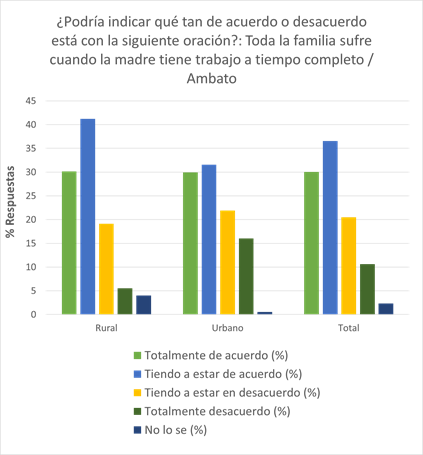 ¿Podría indicar qué tan de acuerdo o desacuerdo
está con la siguiente oración?: Toda la familia sufre
cuando la madre tiene trabajo a tiempo completo /
Ambato
% Respuestas
45
40
35
30
25
20
15
10
5
0
Rural
Urbano
Total
Totalmente de acuerdo (%)
Tiendo a estar de acuerdo (%)
Tiendo a estar en desacuerdo (%)
Totalmente desacuerdo (%)
No lo se (%)